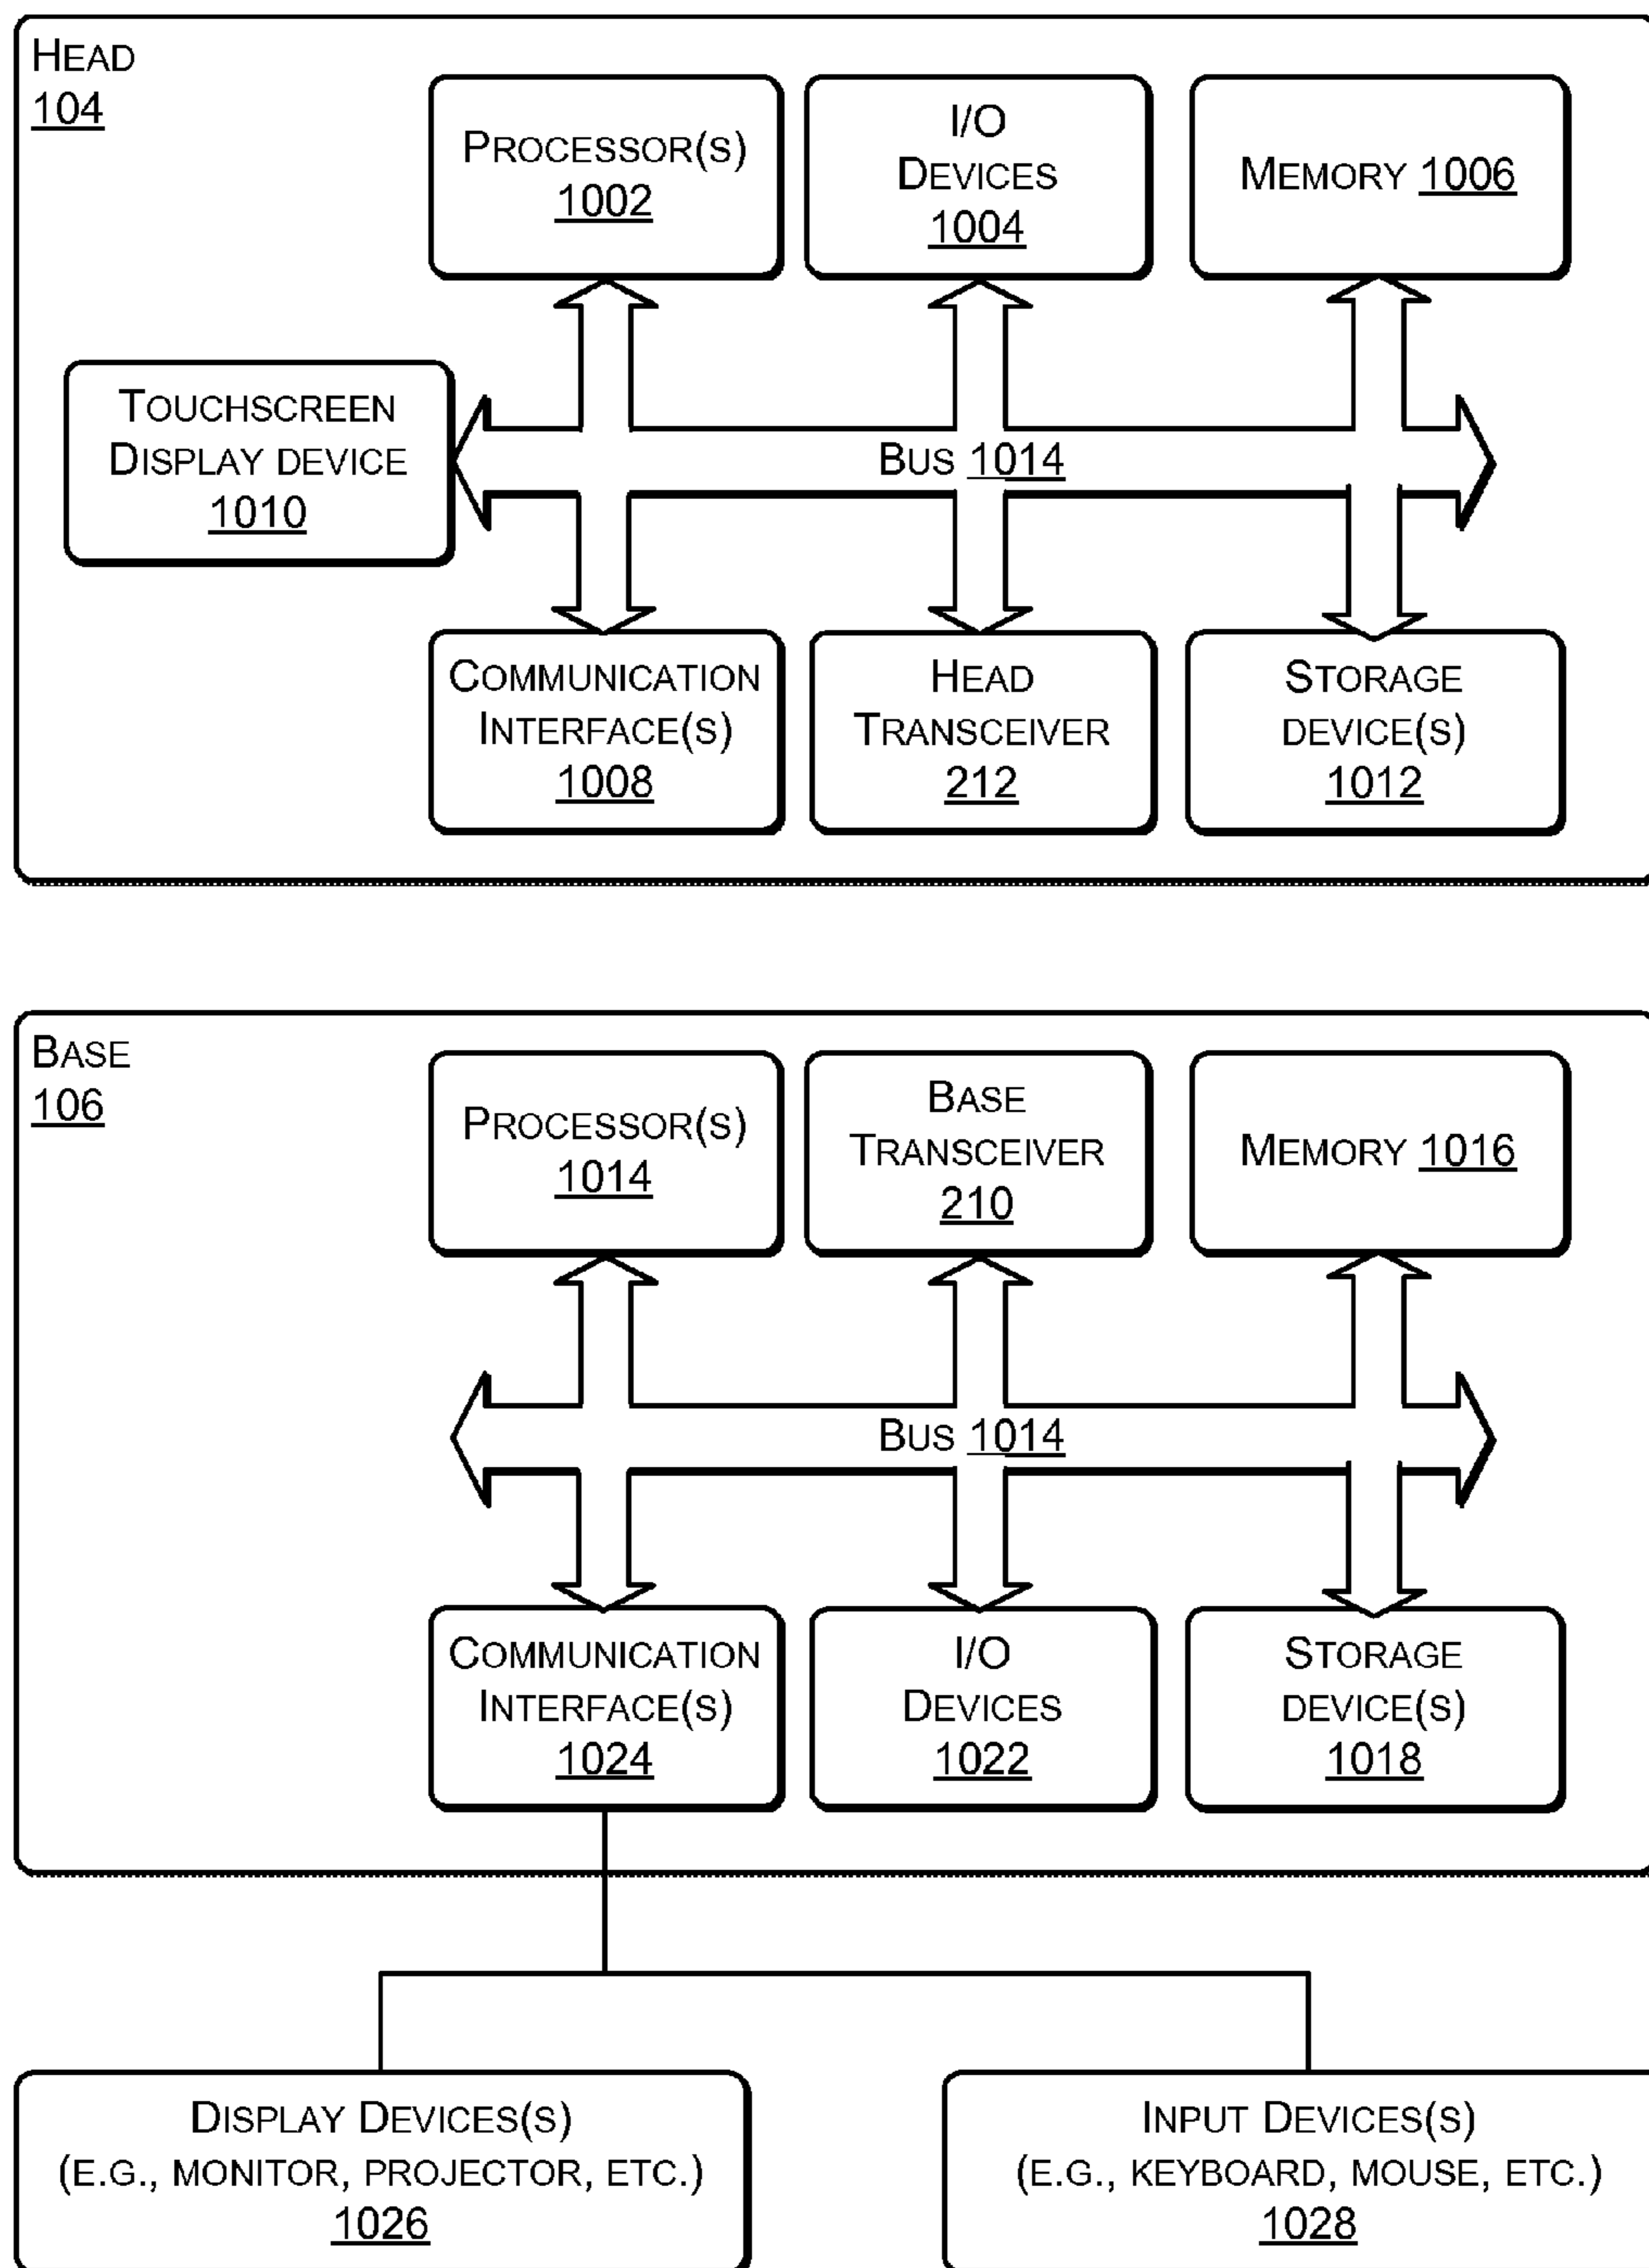 HEAD
104
PROCESSOR(S)
1002
I/O
DEVICES
1004
MEMORY 1006
TOUCHSCREEN
DISPLAY DEVICE
1010
BUS 1014
COMMUNICATION
INTERFACE(S)
1008
HEAD
TRANSCEIVER
212
STORAGE
DEVICE(S)
1012
BASE
106
PROCESSOR(S)
1014
BASE
TRANSCEIVER
210
MEMORY 1016
BUS 1014
COMMUNICATION
INTERFACE(S)
1024
I/O
DEVICES
1022
STORAGE
DEVICE(S)
1018
DISPLAY DEVICES(S)
(E.G., MONITOR, PROJECTOR, ETC.)
1026
INPUT DEVICES(S)
(E.G., KEYBOARD, MOUSE, ETC.)
1028